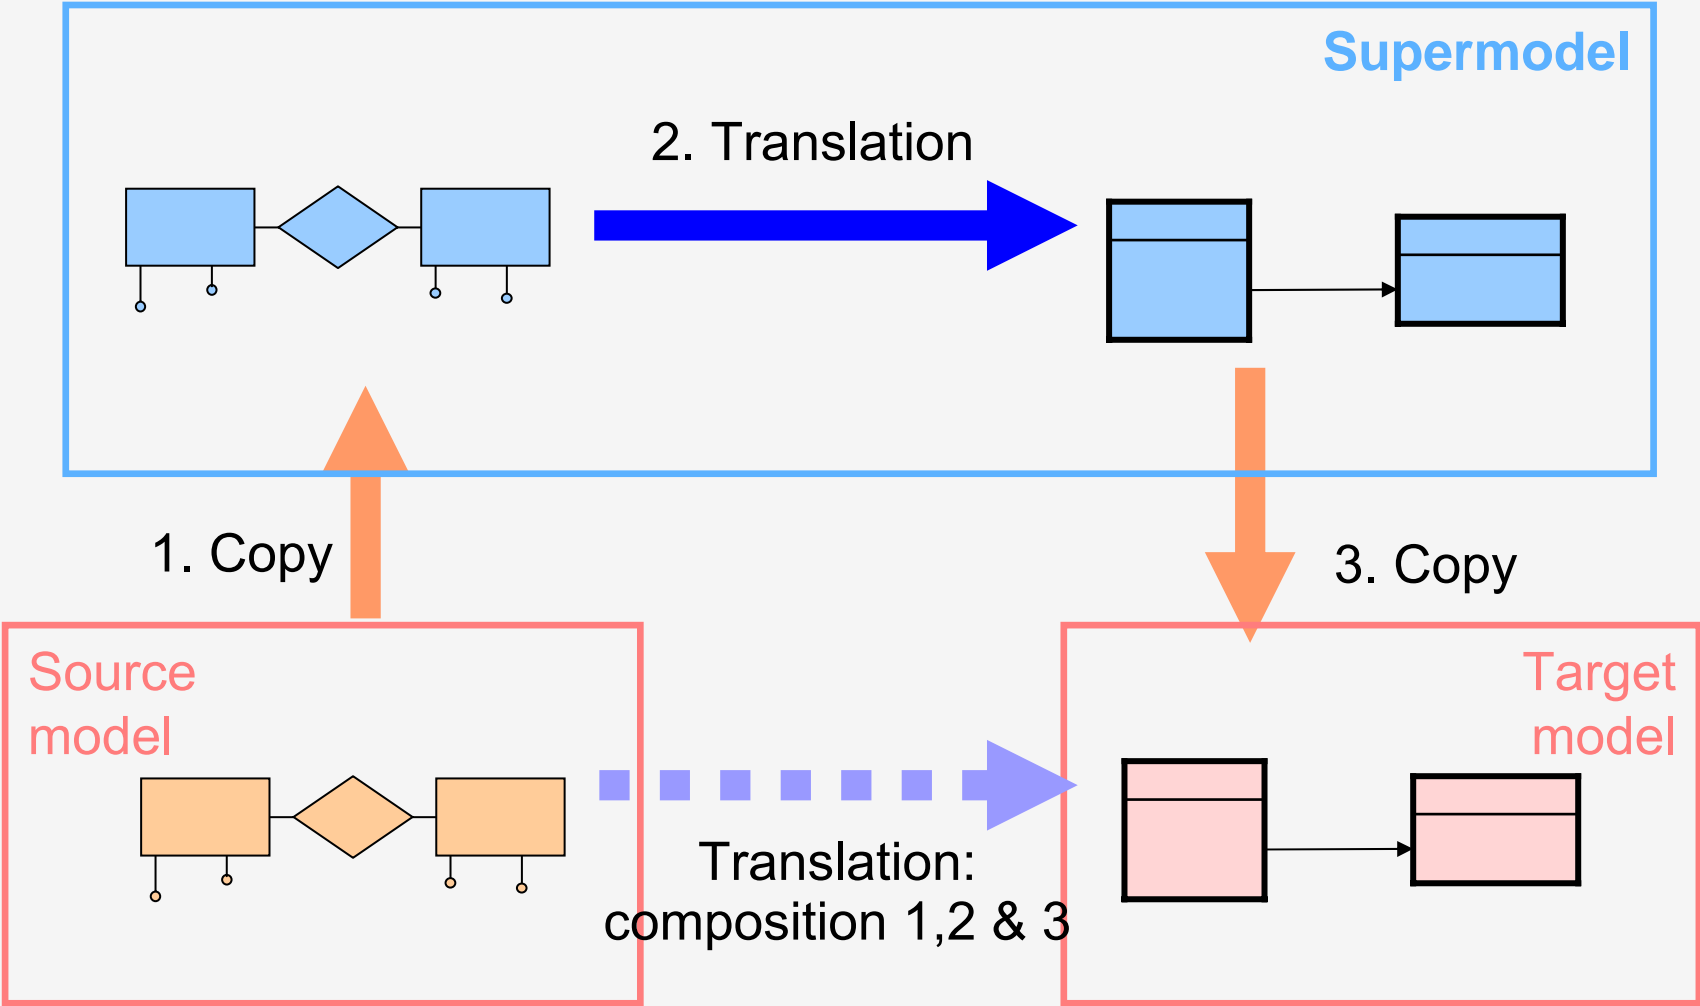 Supermodel
2. Translation
1. Copy
3. Copy
Source
model
Target
model
Translation:
composition 1,2 & 3